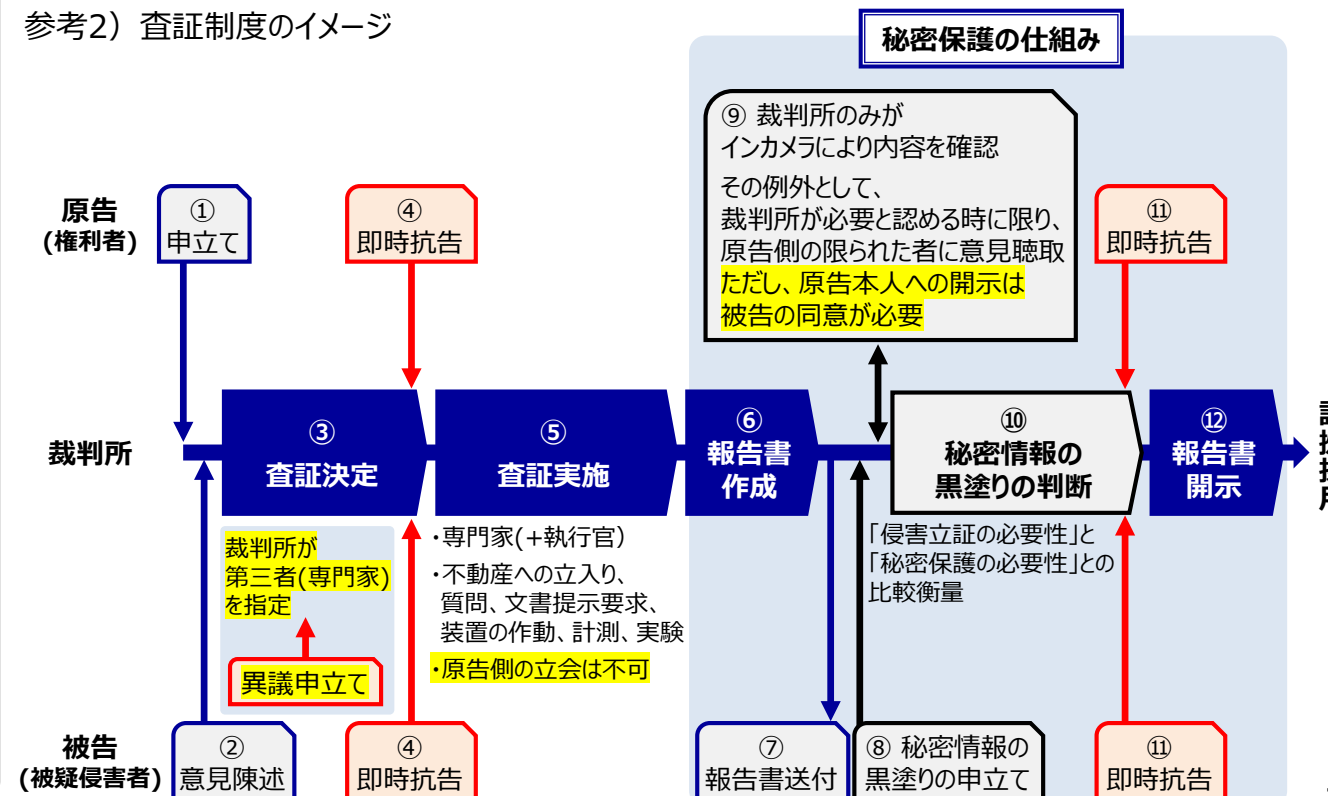 参考2）査証制度のイメージ
秘密保護の仕組み
⑨ 裁判所のみが
インカメラにより内容を確認
その例外として、
裁判所が必要と認める時に限り、
原告側の限られた者に意見聴取
ただし、原告本人への開示は
被告の同意が必要
原告
(権利者)
①
申立て
④
即時抗告
⑪
即時抗告
裁判所
③
査証決定
⑤
査証実施
⑥
報告書
作成
⑩
秘密情報の
黒塗りの判断
⑫
報告書
開示
裁判所が
第三者(専門家)
を指定
異議申立て
・専門家(+執行官）
・不動産への立入り、
質問、文書提示要求、
装置の作動、計測、実験
・原告側の立会は不可
「侵害立証の必要性」と
「秘密保護の必要性」との
比較衡量
被告
(被疑侵害者)
②
意見陳述
④
即時抗告
⑦
報告書送付
⑧ 秘密情報の
黒塗りの申立て
⑪
即時抗告